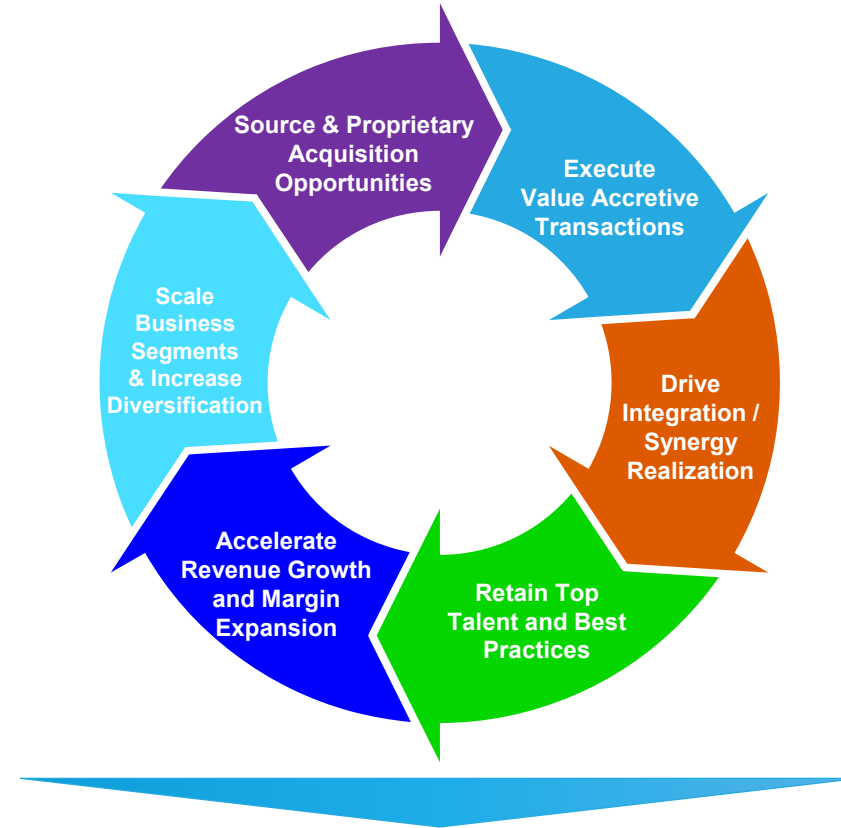 Source & Proprietary
Acquisition
Opportunities
Execute
Value Accretive
Transactions
Drive
Integration /
Synergy
Realization
Retain Top
Talent and Best
Practices
Accelerate
Revenue Growth
and Margin
Expansion
Scale
Business
Segments
& Increase
Diversification